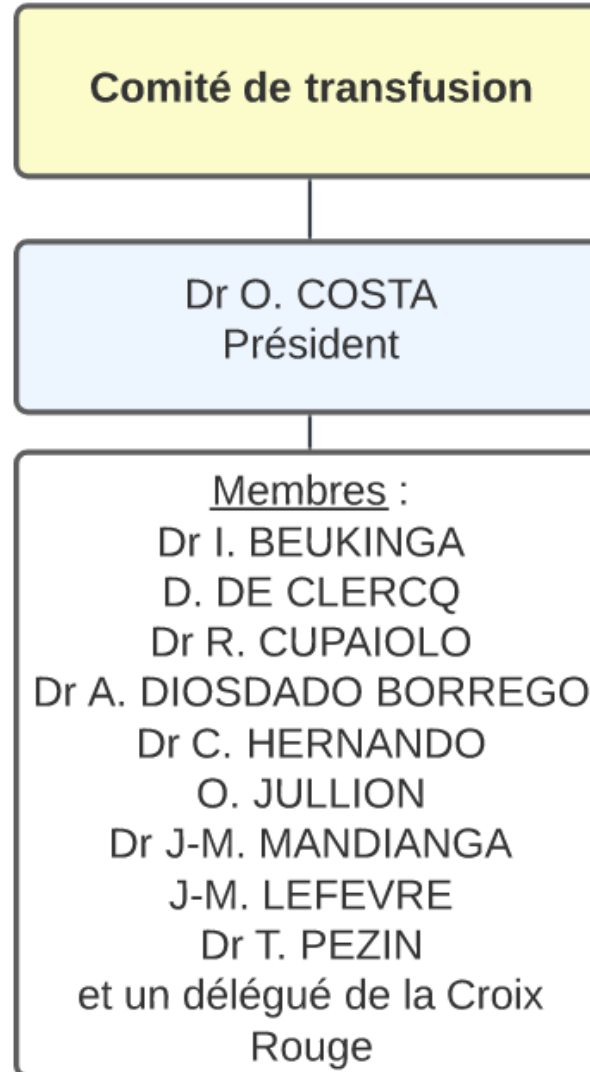 Comité de transfusion
Dr O. COSTA
Président
Membres :
Dr I. BEUKINGA
D. DE CLERCQ
Dr R. CUPAIOLO
Dr A. DIOSDADO BORREGO
Dr C. HERNANDO
O. JULLION
Dr J-M. MANDIANGA
J-M. LEFEVRE
Dr T. PEZIN
et un délégué de la Croix
Rouge